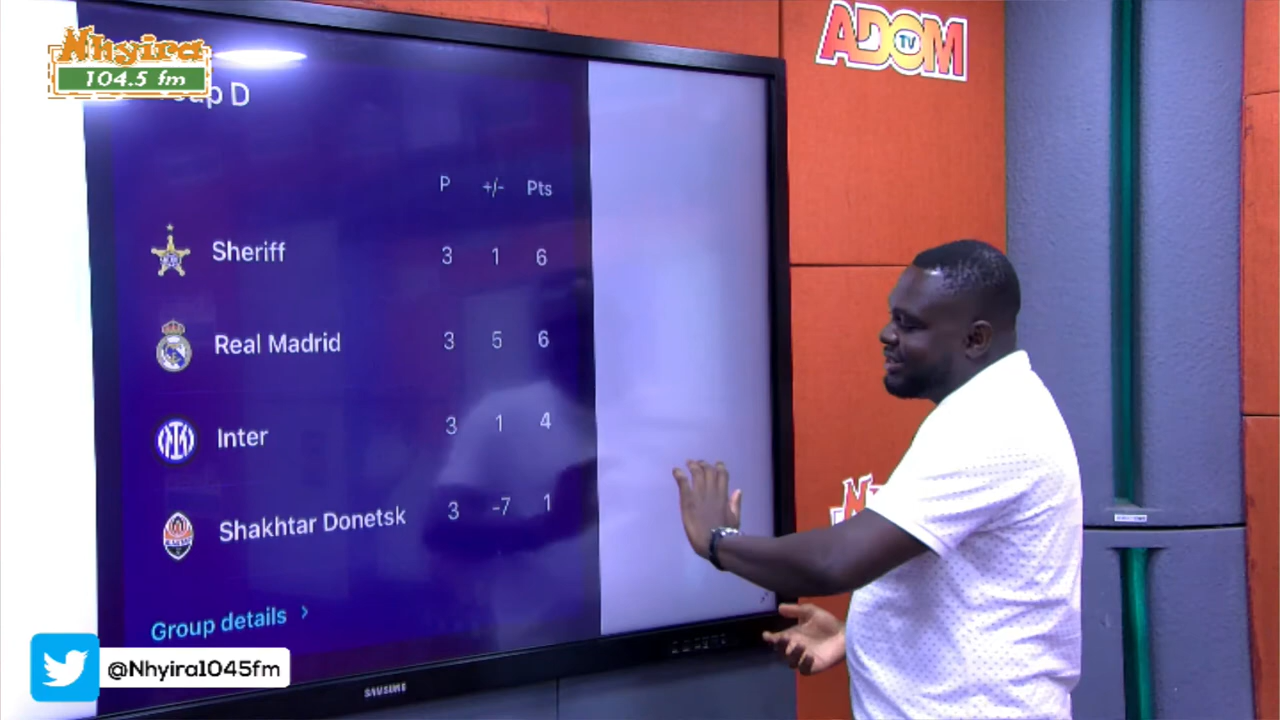 Nhyira
104.5 fm
ADOM
TV
up D
P +/- Pts
Sheriff 3 1 6
Real Madrid 3 5 6
Inter 3 1 4
Shakhtar Donetsk 3 -7 1
Group details >
@Nhyira1045fm
SAMSUNG